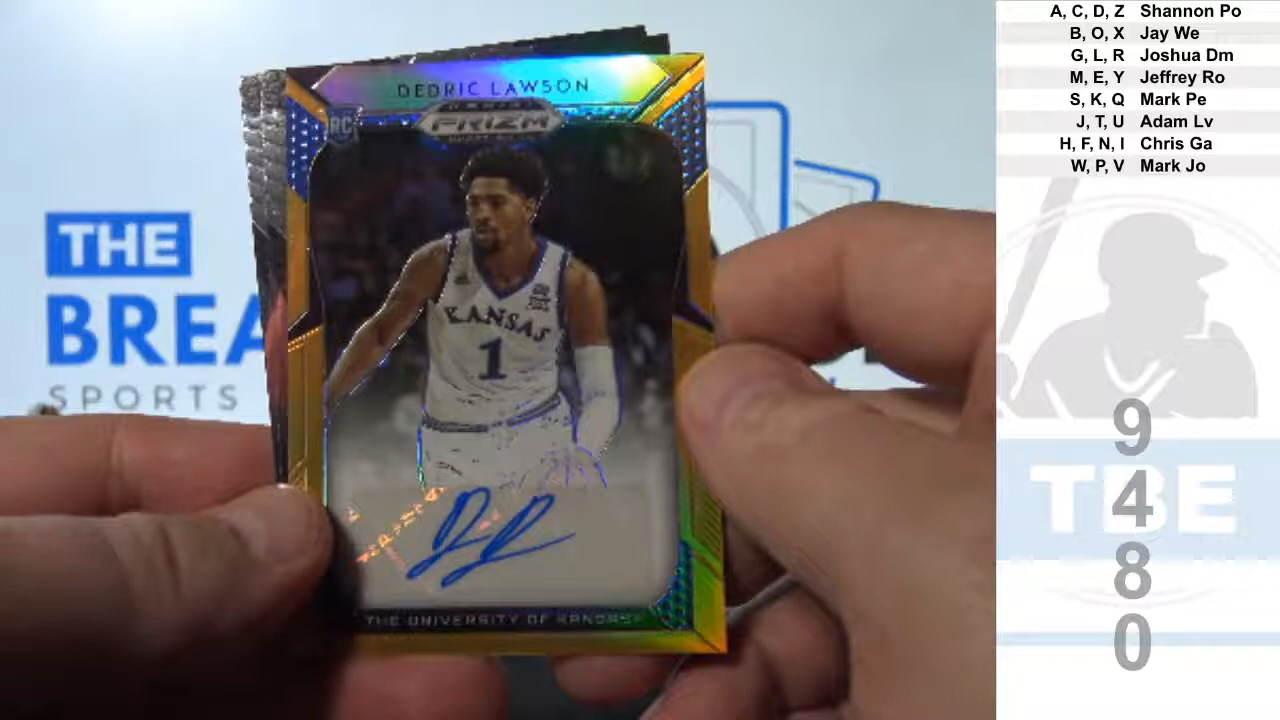 DEDRIC LAWSON
RC
PRIZM
KANSAS
1
THE UNIVERSITY OF KANSAS
THE
BREA
SPORTS
A, C, D, Z Shannon Po
B, O, X Jay We
G, L, R Joshua Dm
M, E, Y Jeffrey Ro
S, K, Q Mark Pe
J, T, U Adam Lv
H, F, N, I Chris Ga
W, P, V Mark Jo
TBE
9
4
8
0